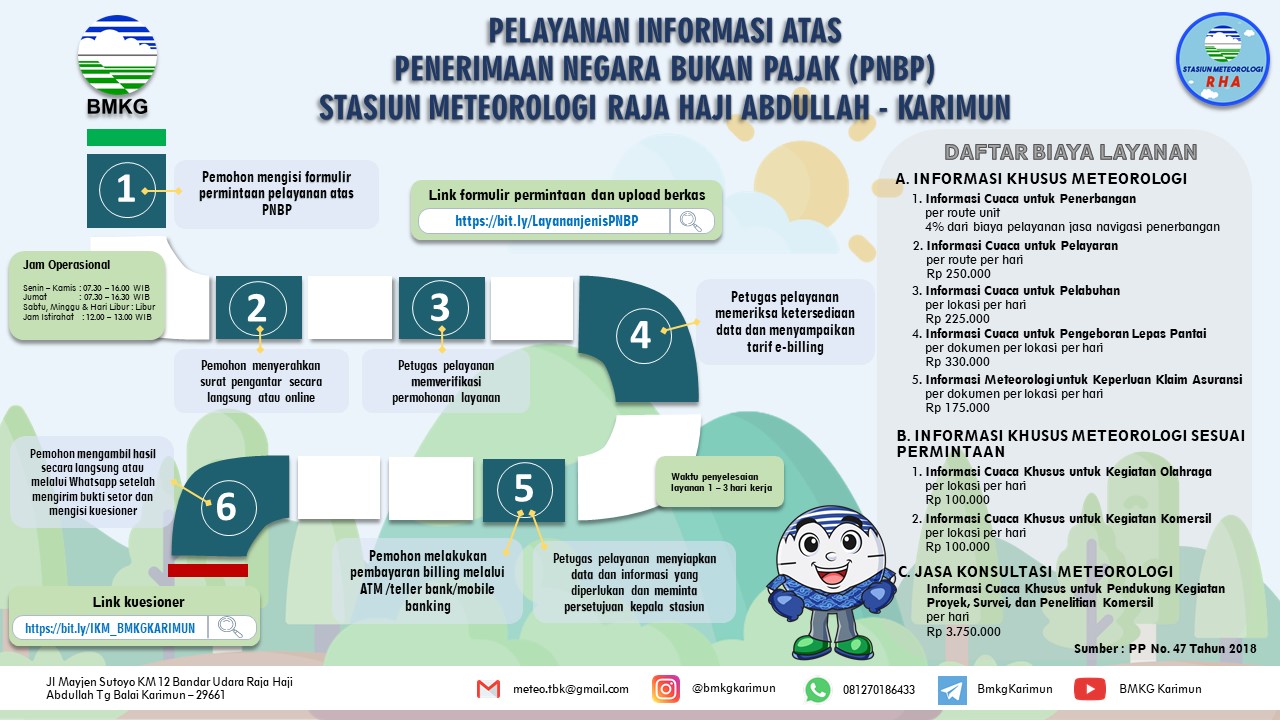 PELAYANAN INFORMASI ATAS
PENERIMAAN NEGARA BUKAN PAJAK (PNBP)
STASIUN METEOROLOGI RAJA HAJI ABDULLAH - KARIMUN
BMKG
STASIUN METEOROLOGI
RHA
1
Pemohon mengisi formulir
permintaan pelayanan atas
PNBP
Link formulir permintaan dan upload berkas
https://bit.ly/LayananjenisPNBP
Jam Operasional
Senin – Kamis : 07.30 – 16.00 WIB
Jumat : 07.30 – 16.30 WIB
Sabtu, Minggu & Hari Libur : Libur
Jam Istirahat : 12.00 – 13.00 WIB
2
Pemohon menyerahkan
surat pengantar secara
langsung atau online
3
Petugas pelayanan
memverifikasi
permohonan layanan
4
Petugas pelayanan
memeriksa ketersediaan
data dan menyampaikan
tarif e-billing
Waktu penyelesaian
layanan 1 – 3 hari kerja
5
Pemohon melakukan
pembayaran billing melalui
ATM /teller bank/mobile
banking
Petugas pelayanan menyiapkan
data dan informasi yang
diperlukan dan meminta
persetujuan kepala stasiun
6
Pemohon mengambil hasil
secara langsung atau
melalui Whatsapp setelah
mengirim bukti setor dan
mengisi kuesioner
Link kuesioner
https://bit.ly/IKM_BMKGKARIMUN
DAFTAR BIAYA LAYANAN
A. INFORMASI KHUSUS METEOROLOGI
1. Informasi Cuaca untuk Penerbangan
per route unit
4% dari biaya pelayanan jasa navigasi penerbangan
2. Informasi Cuaca untuk Pelayaran
per route per hari
Rp 250.000
3. Informasi Cuaca untuk Pelabuhan
per lokasi per hari
Rp 225.000
4. Informasi Cuaca untuk Pengeboran Lepas Pantai
per dokumen per lokasi per hari
Rp 330.000
5. Informasi Meteorologi untuk Keperluan Klaim Asuransi
per dokumen per lokasi per hari
Rp 175.000
B. INFORMASI KHUSUS METEOROLOGI SESUAI
PERMINTAAN
1. Informasi Cuaca Khusus untuk Kegiatan Olahraga
per lokasi per hari
Rp 100.000
2. Informasi Cuaca Khusus untuk Kegiatan Komersil
per lokasi per hari
Rp 100.000
C. JASA KONSULTASI METEOROLOGI
Informasi Cuaca Khusus untuk Pendukung Kegiatan
Proyek, Survei, dan Penelitian Komersil
per hari
Rp 3.750.000
Sumber : PP No. 47 Tahun 2018
Jl Mayjen Sutoyo KM 12 Bandar Udara Raja Haji
Abdullah Tg Balai Karimun – 29661
meteo.tbk@gmail.com
@bmkgkarimun
081270186433
BmkgKarimun
BMKG Karimun